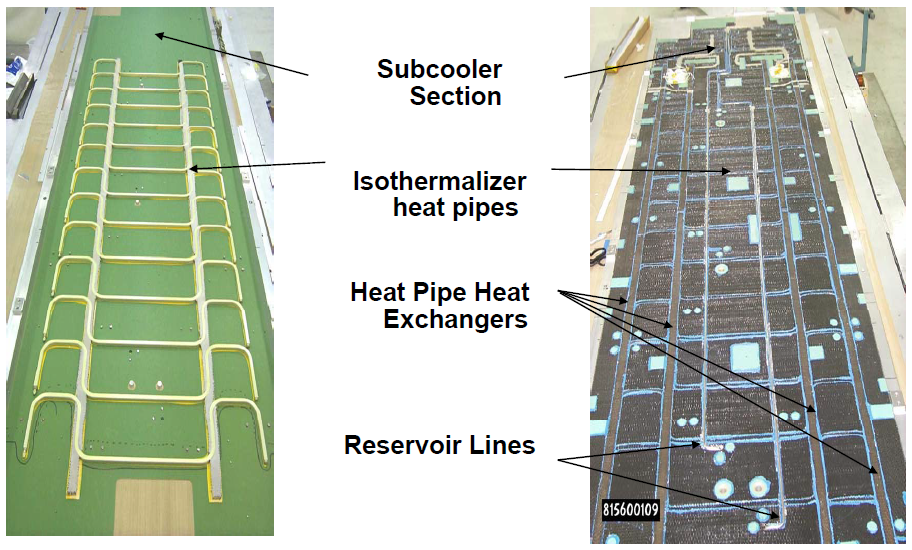 Subcooler
Section
Isothermalizer
heat pipes
Heat Pipe Heat
Exchangers
Reservoir Lines
815600109